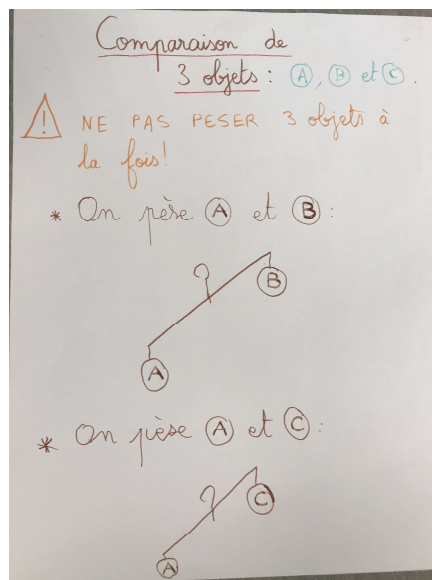 Comparaison de
3 objets : A, B et C.
! NE PAS PESER 3 objets à
la fois!
* On pèse A et B :
B
A
* On pèse A et C :
C
A